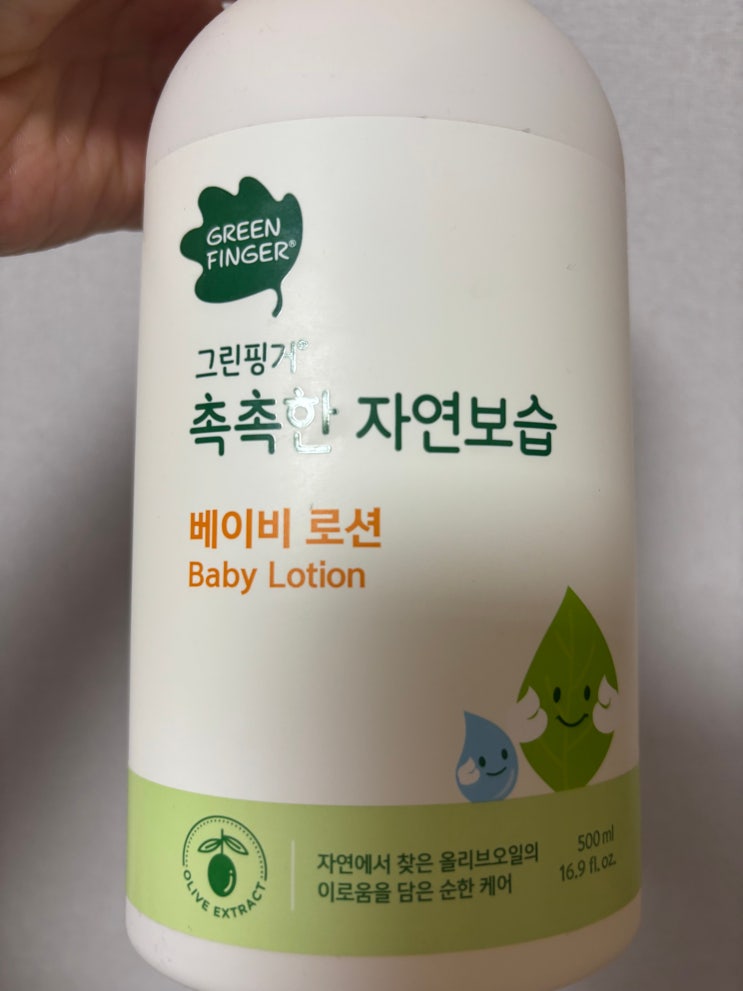 GREEN
FINGER®
그린핑거®
촉촉한 자연보습
베이비 로션
Baby Lotion
OLIVE EXTRACT
자연에서 찾은 올리브오일의
이로움을 담은 순한 케어
500 ml
16.9 fl. oz.